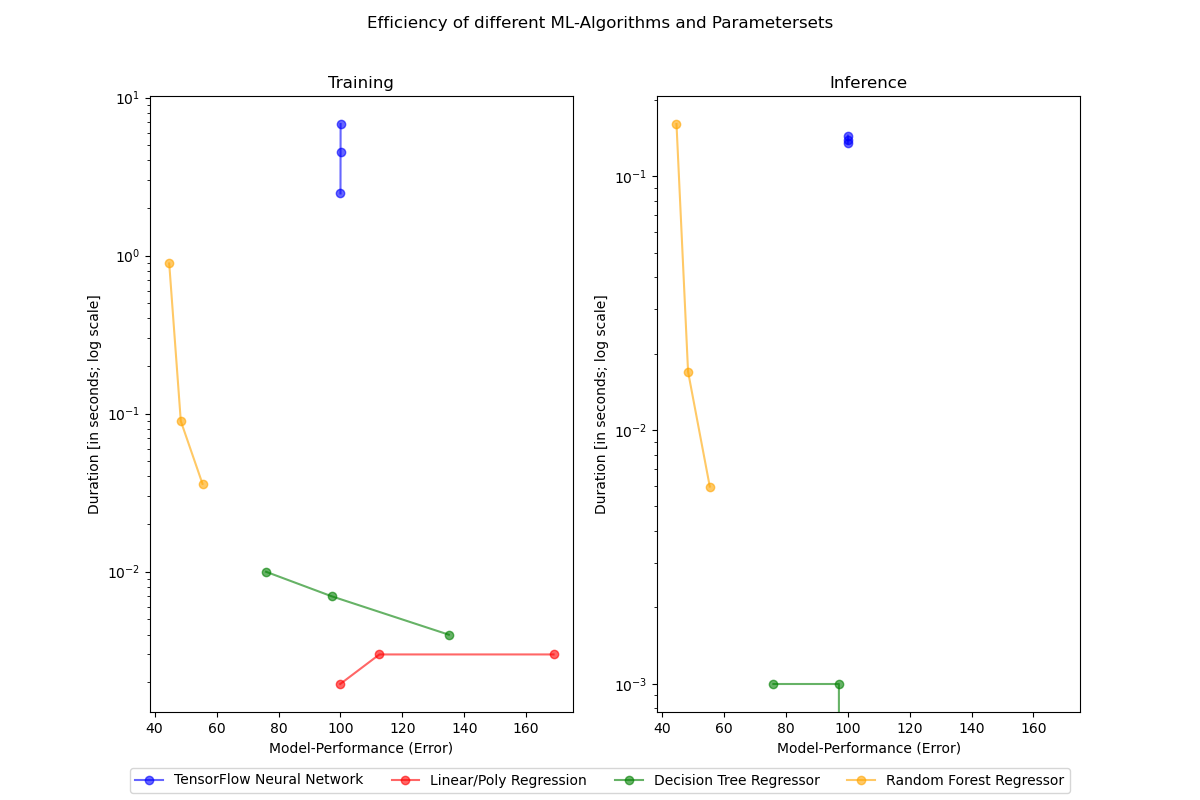 Efficiency of different ML-Algorithms and Parametersets
Training
Duration [in seconds; log scale]
10¹
10⁰
10⁻¹
10⁻²
40 60 80 100 120 140 160
Model-Performance (Error)
Inference
Duration [in seconds; log scale]
10⁻¹
10⁻²
10⁻³
40 60 80 100 120 140 160
Model-Performance (Error)
TensorFlow Neural Network Linear/Poly Regression Decision Tree Regressor Random Forest Regressor